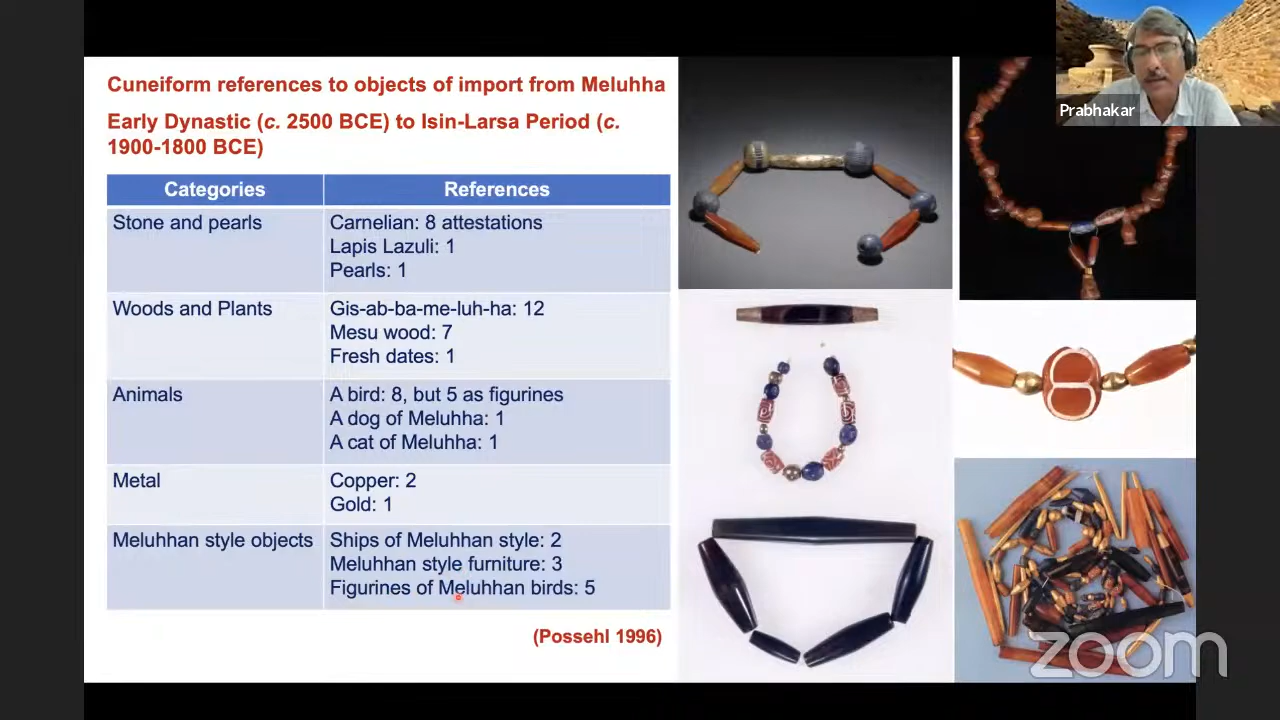 Cuneiform references to objects of import from Meluhha
Early Dynastic (c. 2500 BCE) to Isin-Larsa Period (c.
1900-1800 BCE)
Categories References
Stone and pearls Carnelian: 8 attestations
Lapis Lazuli: 1
Pearls: 1
Woods and Plants Gis-ab-ba-me-luh-ha: 12
Mesu wood: 7
Fresh dates: 1
Animals A bird: 8, but 5 as figurines
A dog of Meluhha: 1
A cat of Meluhha: 1
Metal Copper: 2
Gold: 1
Meluhhan style objects Ships of Meluhhan style: 2
Meluhhan style furniture: 3
Figurines of Meluhhan birds: 5
(Possehl 1996)
Prabhakar
zoom